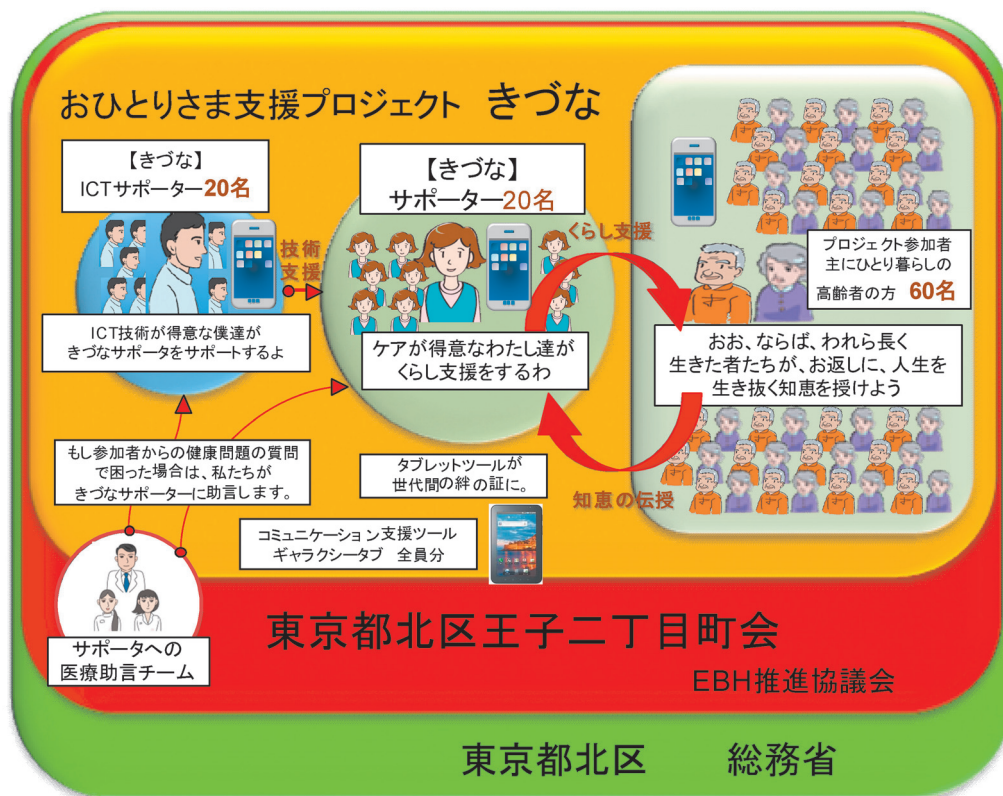 おひとりさま支援プロジェクト きづな
【きづな】
ICTサポーター20名
技術
支援
ICT技術が得意な僕達が
きづなサポータをサポートするよ
【きづな】
サポーター20名
ケアが得意なわたし達が
くらし支援をするわ
くらし支援
プロジェクト参加者
主にひとり暮らしの
高齢者の方 60名
おお、ならば、われら長く
生きた者たちが、お返しに、人生を
生き抜く知恵を授けよう
知恵の伝授
もし参加者からの健康問題の質問
で困った場合は、私たちが
きづなサポーターに助言します。
タブレットツールが
世代間の絆の証に。
コミュニケーション支援ツール
ギャラクシータブ 全員分
サポータへの
医療助言チーム
東京都北区王子二丁目町会
EBH推進協議会
東京都北区 総務省